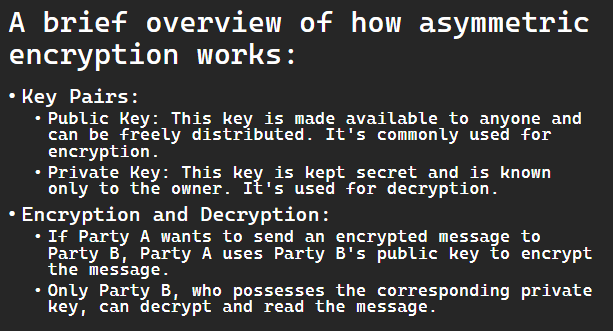 A brief overview of how asymmetric
encryption works:
• Key Pairs:
• Public Key: This key is made available to anyone and
can be freely distributed. It's commonly used for
encryption.
• Private Key: This key is kept secret and is known
only to the owner. It's used for decryption.
• Encryption and Decryption:
• If Party A wants to send an encrypted message to
Party B, Party A uses Party B's public key to encrypt
the message.
• Only Party B, who possesses the corresponding private
key, can decrypt and read the message.